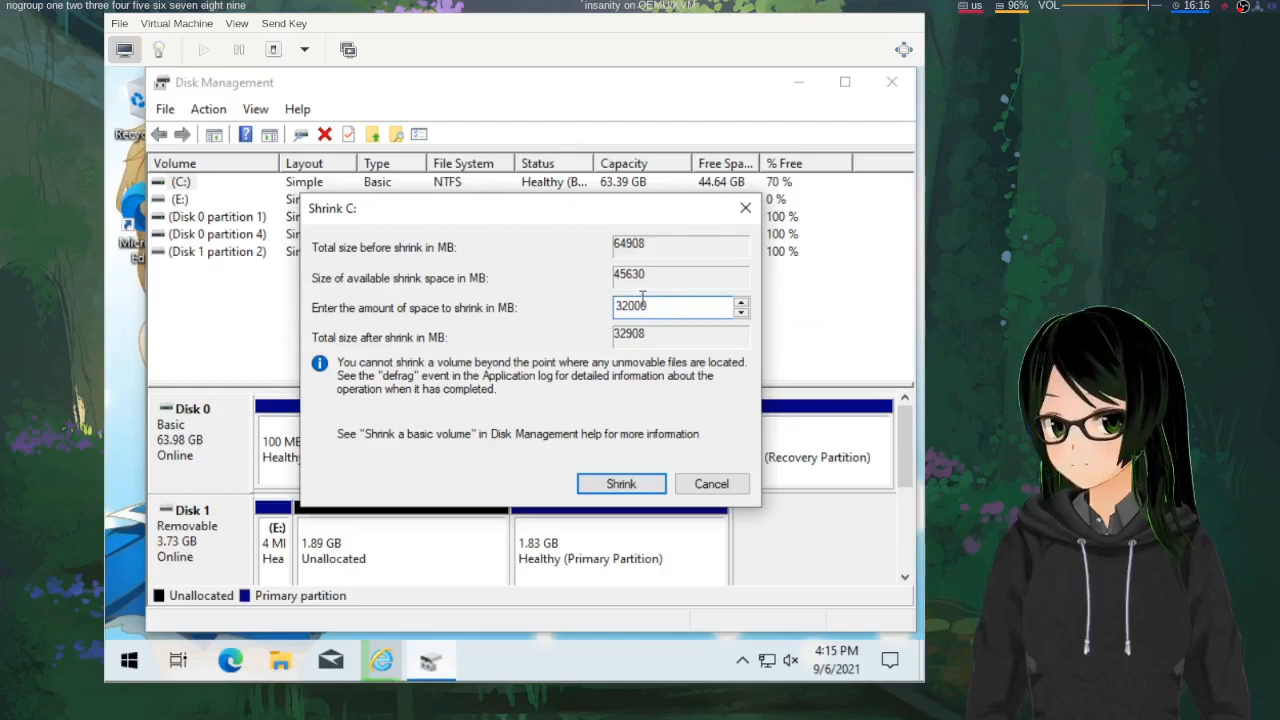 nogroup one two three four five six seven eight nine
insanity on QEMU/KVM
us 96% VOL 16:16
File Virtual Machine View Send Key
Disk Management
File Action View Help
Volume Layout Type File System Status Capacity Free Spa... % Free
(C:) Simple Basic NTFS Healthy (B... 63.39 GB 44.64 GB 70 %
(E:) 0 %
(Disk 0 partition 1) 100 %
(Disk 0 partition 4) 100 %
(Disk 1 partition 2) 100 %
Shrink C:
Total size before shrink in MB: 64908
Size of available shrink space in MB: 45630
Enter the amount of space to shrink in MB: 32000
Total size after shrink in MB: 32908
You cannot shrink a volume beyond the point where any unmovable files are located.
See the "defrag" event in the Application log for detailed information about the
operation when it has completed.
See "Shrink a basic volume" in Disk Management help for more information
Shrink Cancel
Disk 0
Basic
63.98 GB
Online
100 M
Healthy
(Recovery Partition)
Disk 1
Removable
3.73 GB
Online
(E:)
4 M
Hea
1.89 GB
Unallocated
1.83 GB
Healthy (Primary Partition)
Unallocated Primary partition
4:15 PM
9/6/2021